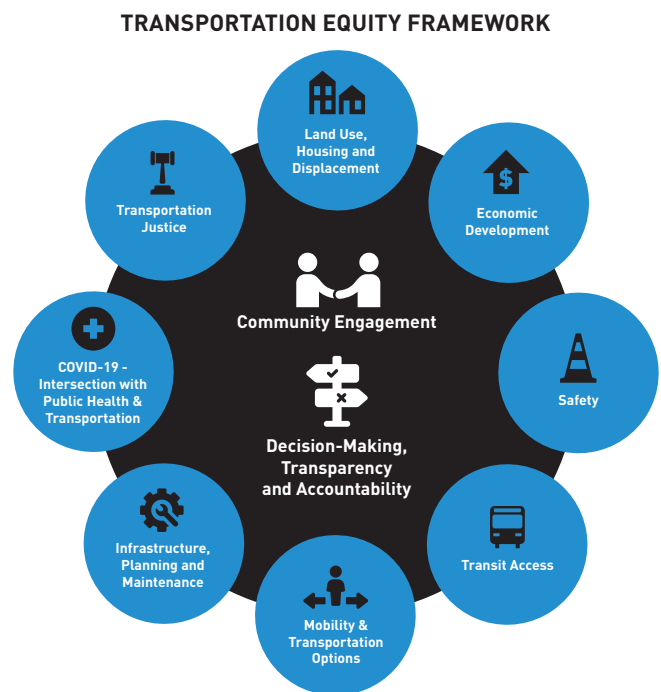 TRANSPORTATION EQUITY FRAMEWORK
Land Use,
Housing and
Displacement
$
Economic
Development
Safety
Transit Access
Mobility &
Transportation
Options
Infrastructure,
Planning and
Maintenance
COVID-19 -
Intersection with
Public Health &
Transportation
Transportation
Justice
Community Engagement
Decision-Making,
Transparency
and Accountability